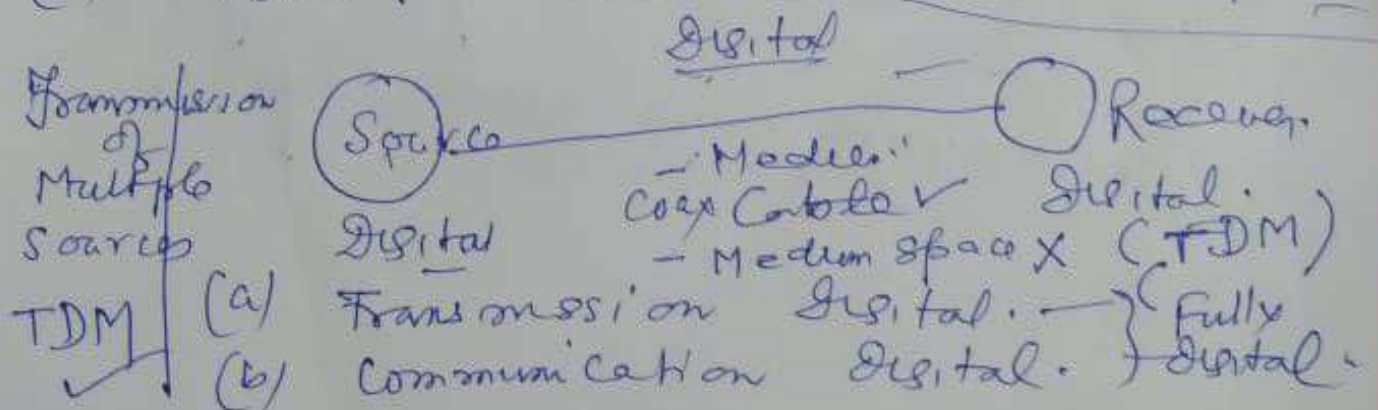 Digital
Transmission of Multiple Sources
TDM ✓
Source
Receiver.
- Medium
Coax Cable ✓ Digital.
Digital - Medium space X (TDM)
(a) Transmission Digital. } (Fully
(b) Communication Digital. } Digital.